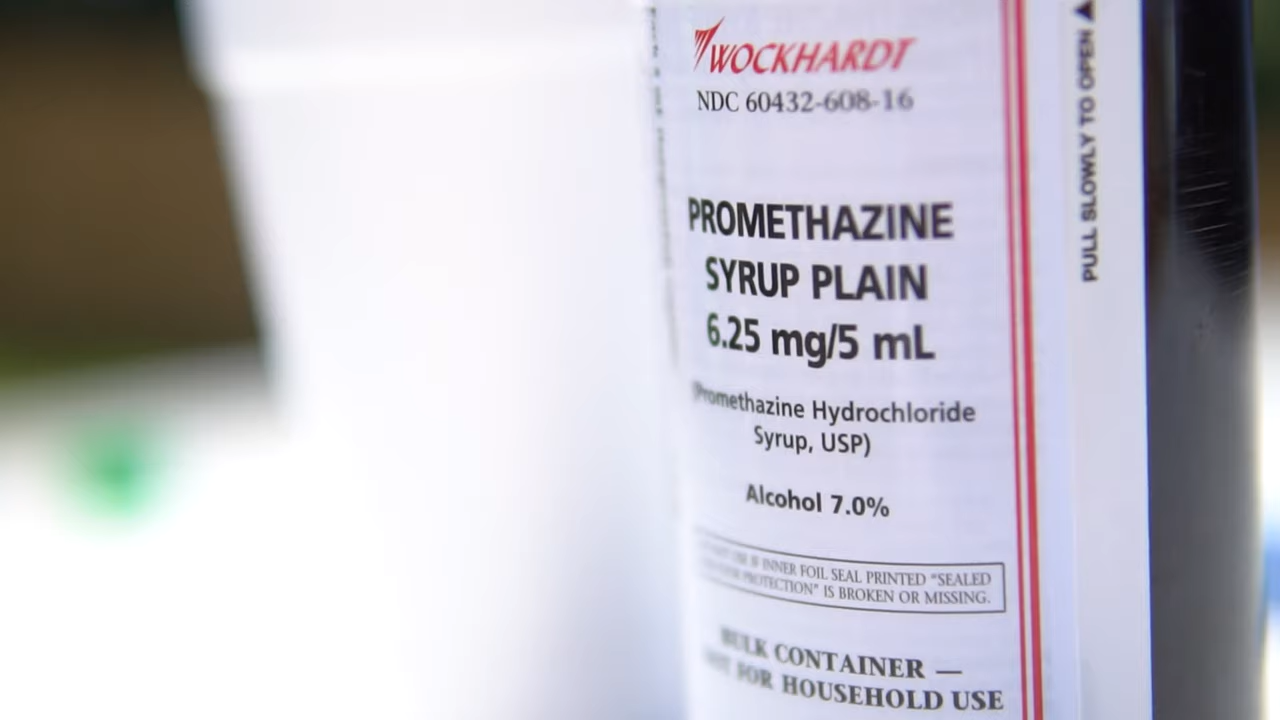 WOCKHARDT
NDC 60432-608-16
PROMETHAZINE
SYRUP PLAIN
6.25 mg/5 mL
(Promethazine Hydrochloride
Syrup, USP)
Alcohol 7.0%
IF INNER FOIL SEAL PRINTED "SEALED
PROTECTION" IS BROKEN OR MISSING.
BULK CONTAINER —
NOT FOR HOUSEHOLD USE
PULL SLOWLY TO OPEN ▲